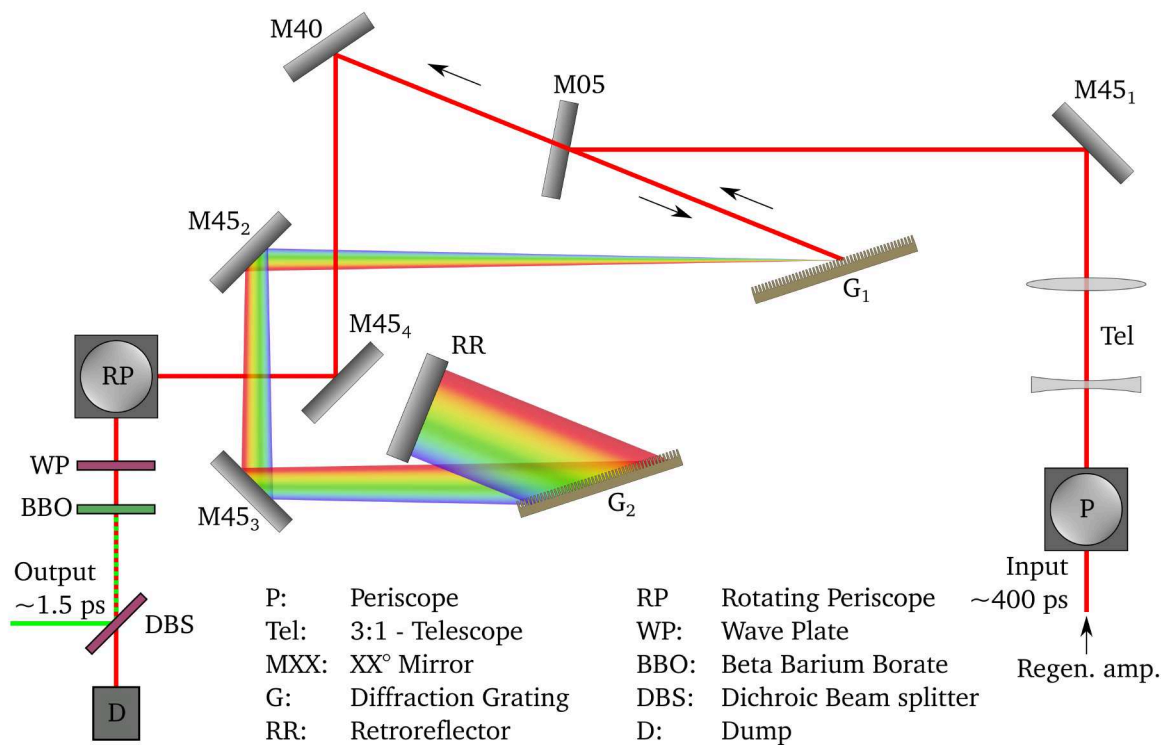 M40
M05
M45₁
M45₂
G₁
Tel
M45₄
RR
RP
WP
BBO
M45₃
G₂
P
Output
~1.5 ps
DBS
D
Input
~400 ps
Regen. amp.
P: Periscope
Tel: 3:1 - Telescope
MXX: XX° Mirror
G: Diffraction Grating
RR: Retroreflector
RP Rotating Periscope
WP: Wave Plate
BBO: Beta Barium Borate
DBS: Dichroic Beam splitter
D: Dump